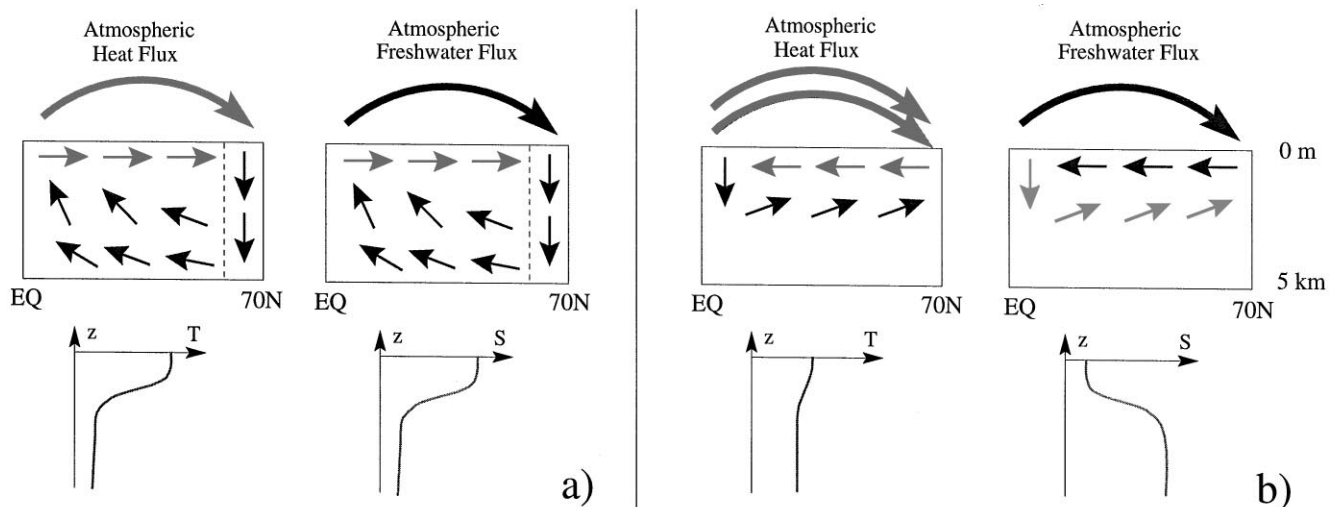 Atmospheric
Heat Flux
Atmospheric
Freshwater Flux
EQ
70N
EQ
70N
z
T
z
S
a)
Atmospheric
Heat Flux
Atmospheric
Freshwater Flux
0 m
5 km
EQ
70N
EQ
70N
z
T
z
S
b)